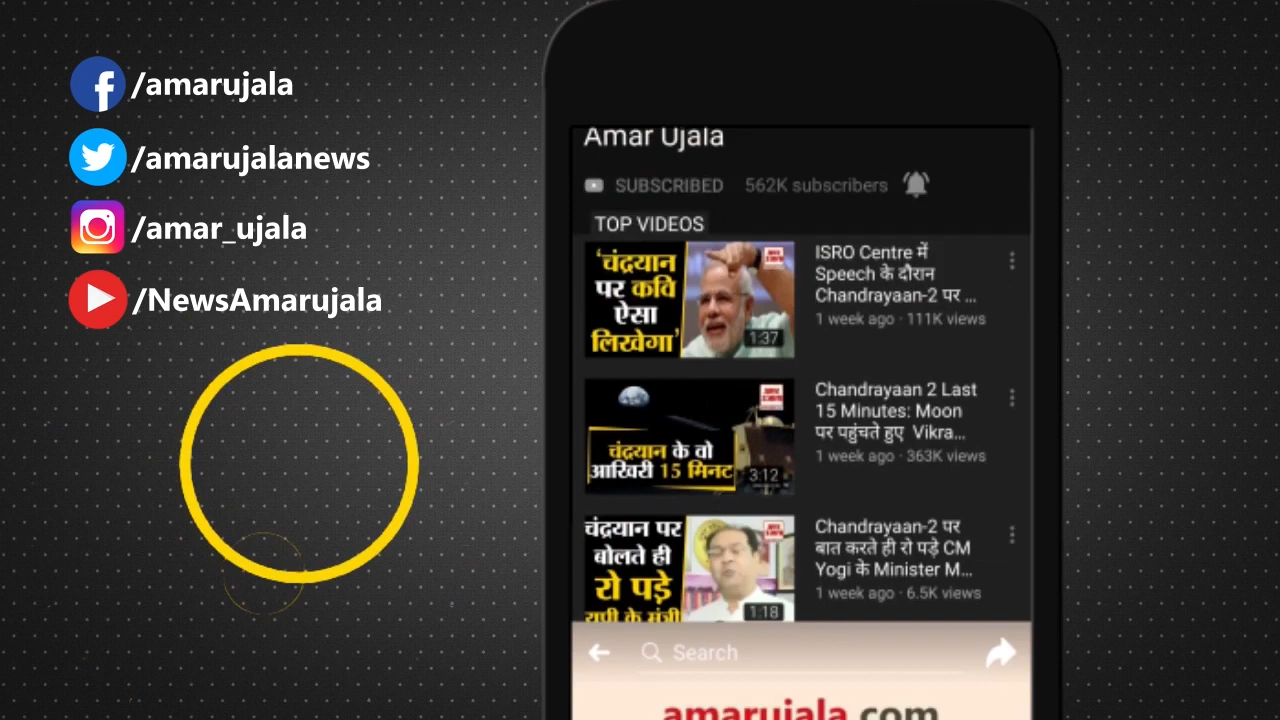 /amarujala
/amarujalanews
/amar_ujala
/NewsAmarujala
Amar Ujala
SUBSCRIBED 562K subscribers
TOP VIDEOS
‘चंद्रयान
पर कवि
ऐसा
लिखेगा’
1:37
ISRO Centre में
Speech के दौरान
Chandrayaan-2 पर ...
1 week ago · 111K views
चंद्रयान के वो
आखिरी 15 मिनट
3:12
Chandrayaan 2 Last
15 Minutes: Moon
पर पहुंचते हुए Vikra...
1 week ago · 363K views
चंद्रयान पर
बोलते ही
रो पड़े
यूपी के मंत्री
1:18
Chandrayaan-2 पर
बात करते ही रो पड़े CM
Yogi के Minister M...
1 week ago · 6.5K views
Search
amarujala.com